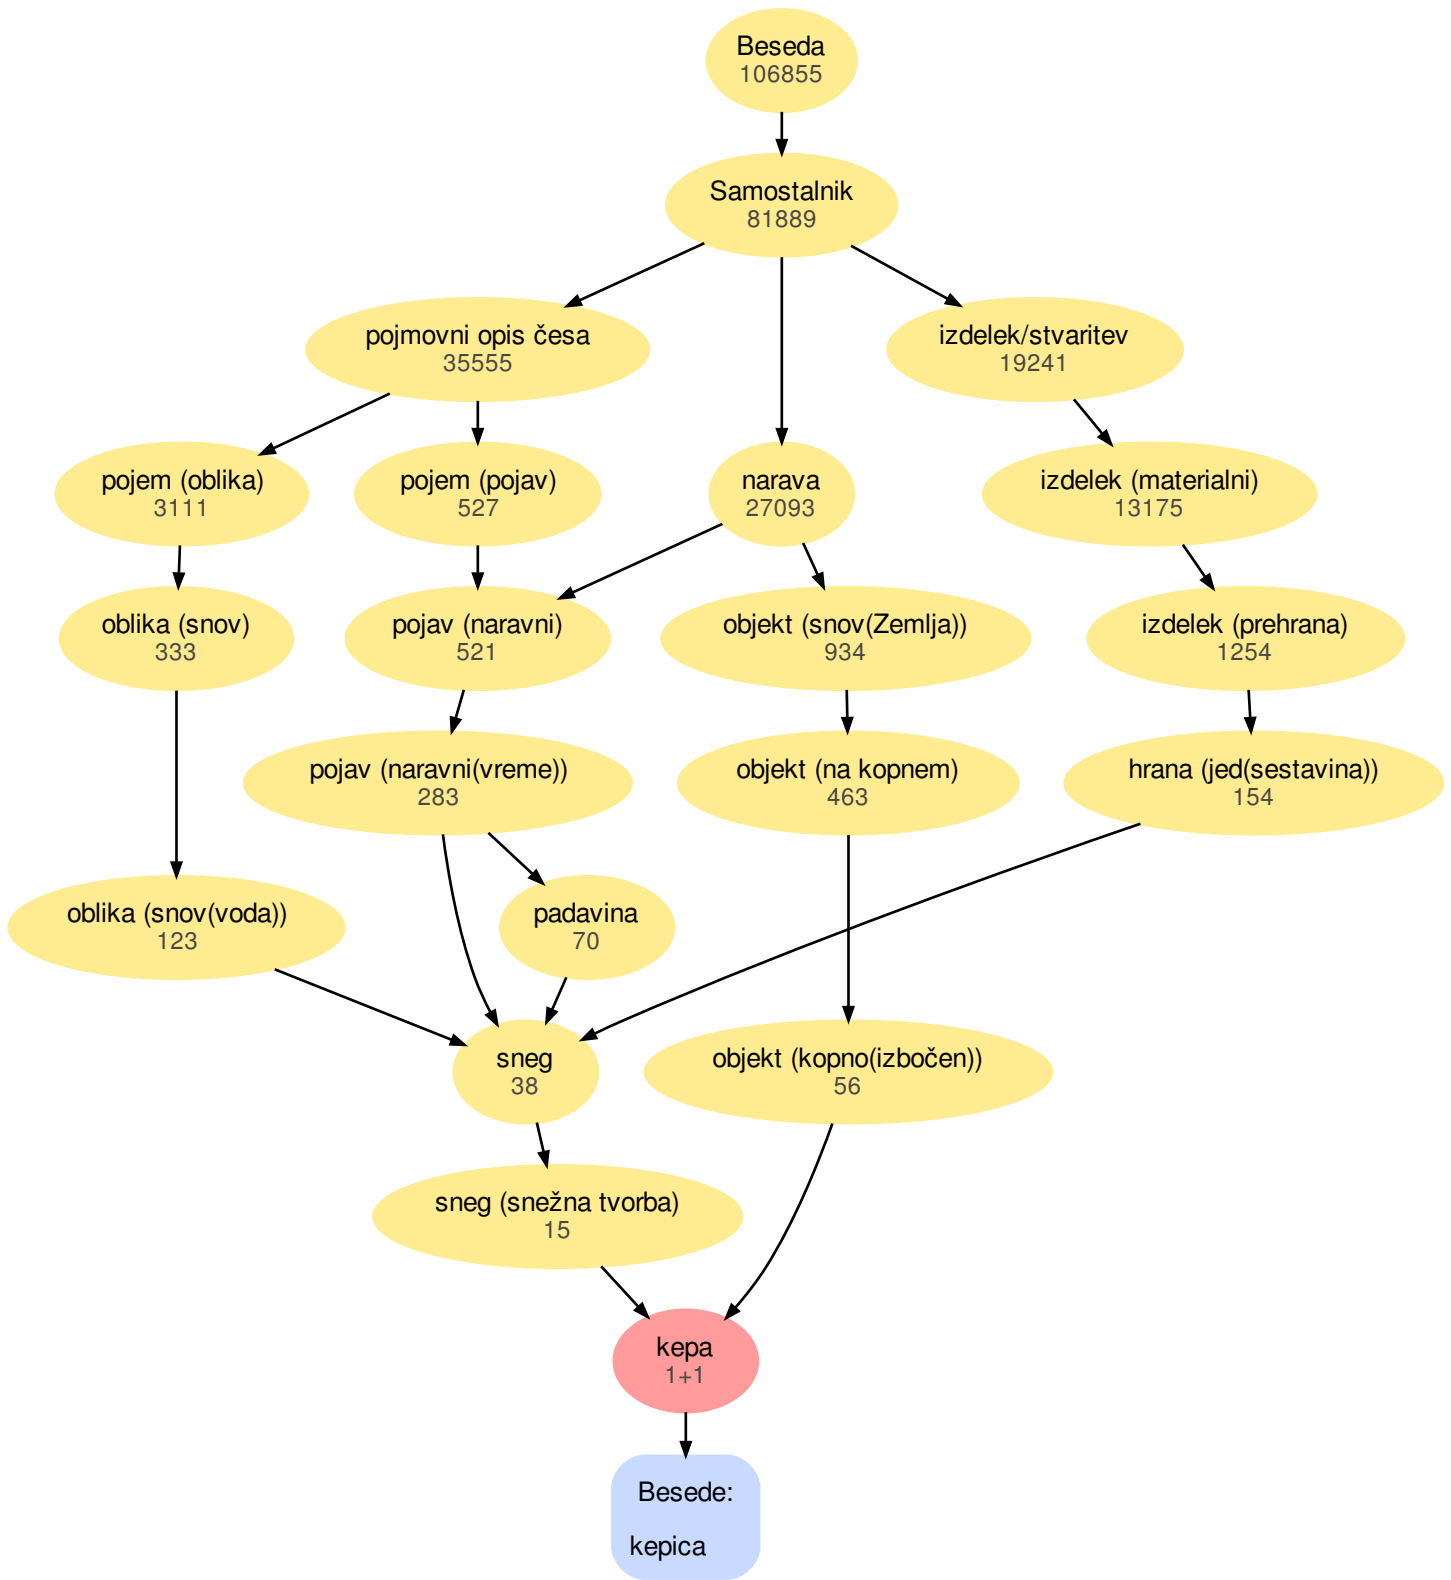 Beseda
106855
Samostalnik
81889
pojmovni opis česa
35555
izdelek/stvaritev
19241
pojem (oblika)
3111
pojem (pojav)
527
narava
27093
izdelek (materialni)
13175
oblika (snov)
333
pojav (naravni)
521
objekt (snov(Zemlja))
934
izdelek (prehrana)
1254
pojav (naravni(vreme))
283
objekt (na kopnem)
463
hrana (jed(sestavina))
154
oblika (snov(voda))
123
padavina
70
sneg
38
objekt (kopno(izbočen))
56
sneg (snežna tvorba)
15
kepa
1+1
Besede:
kepica